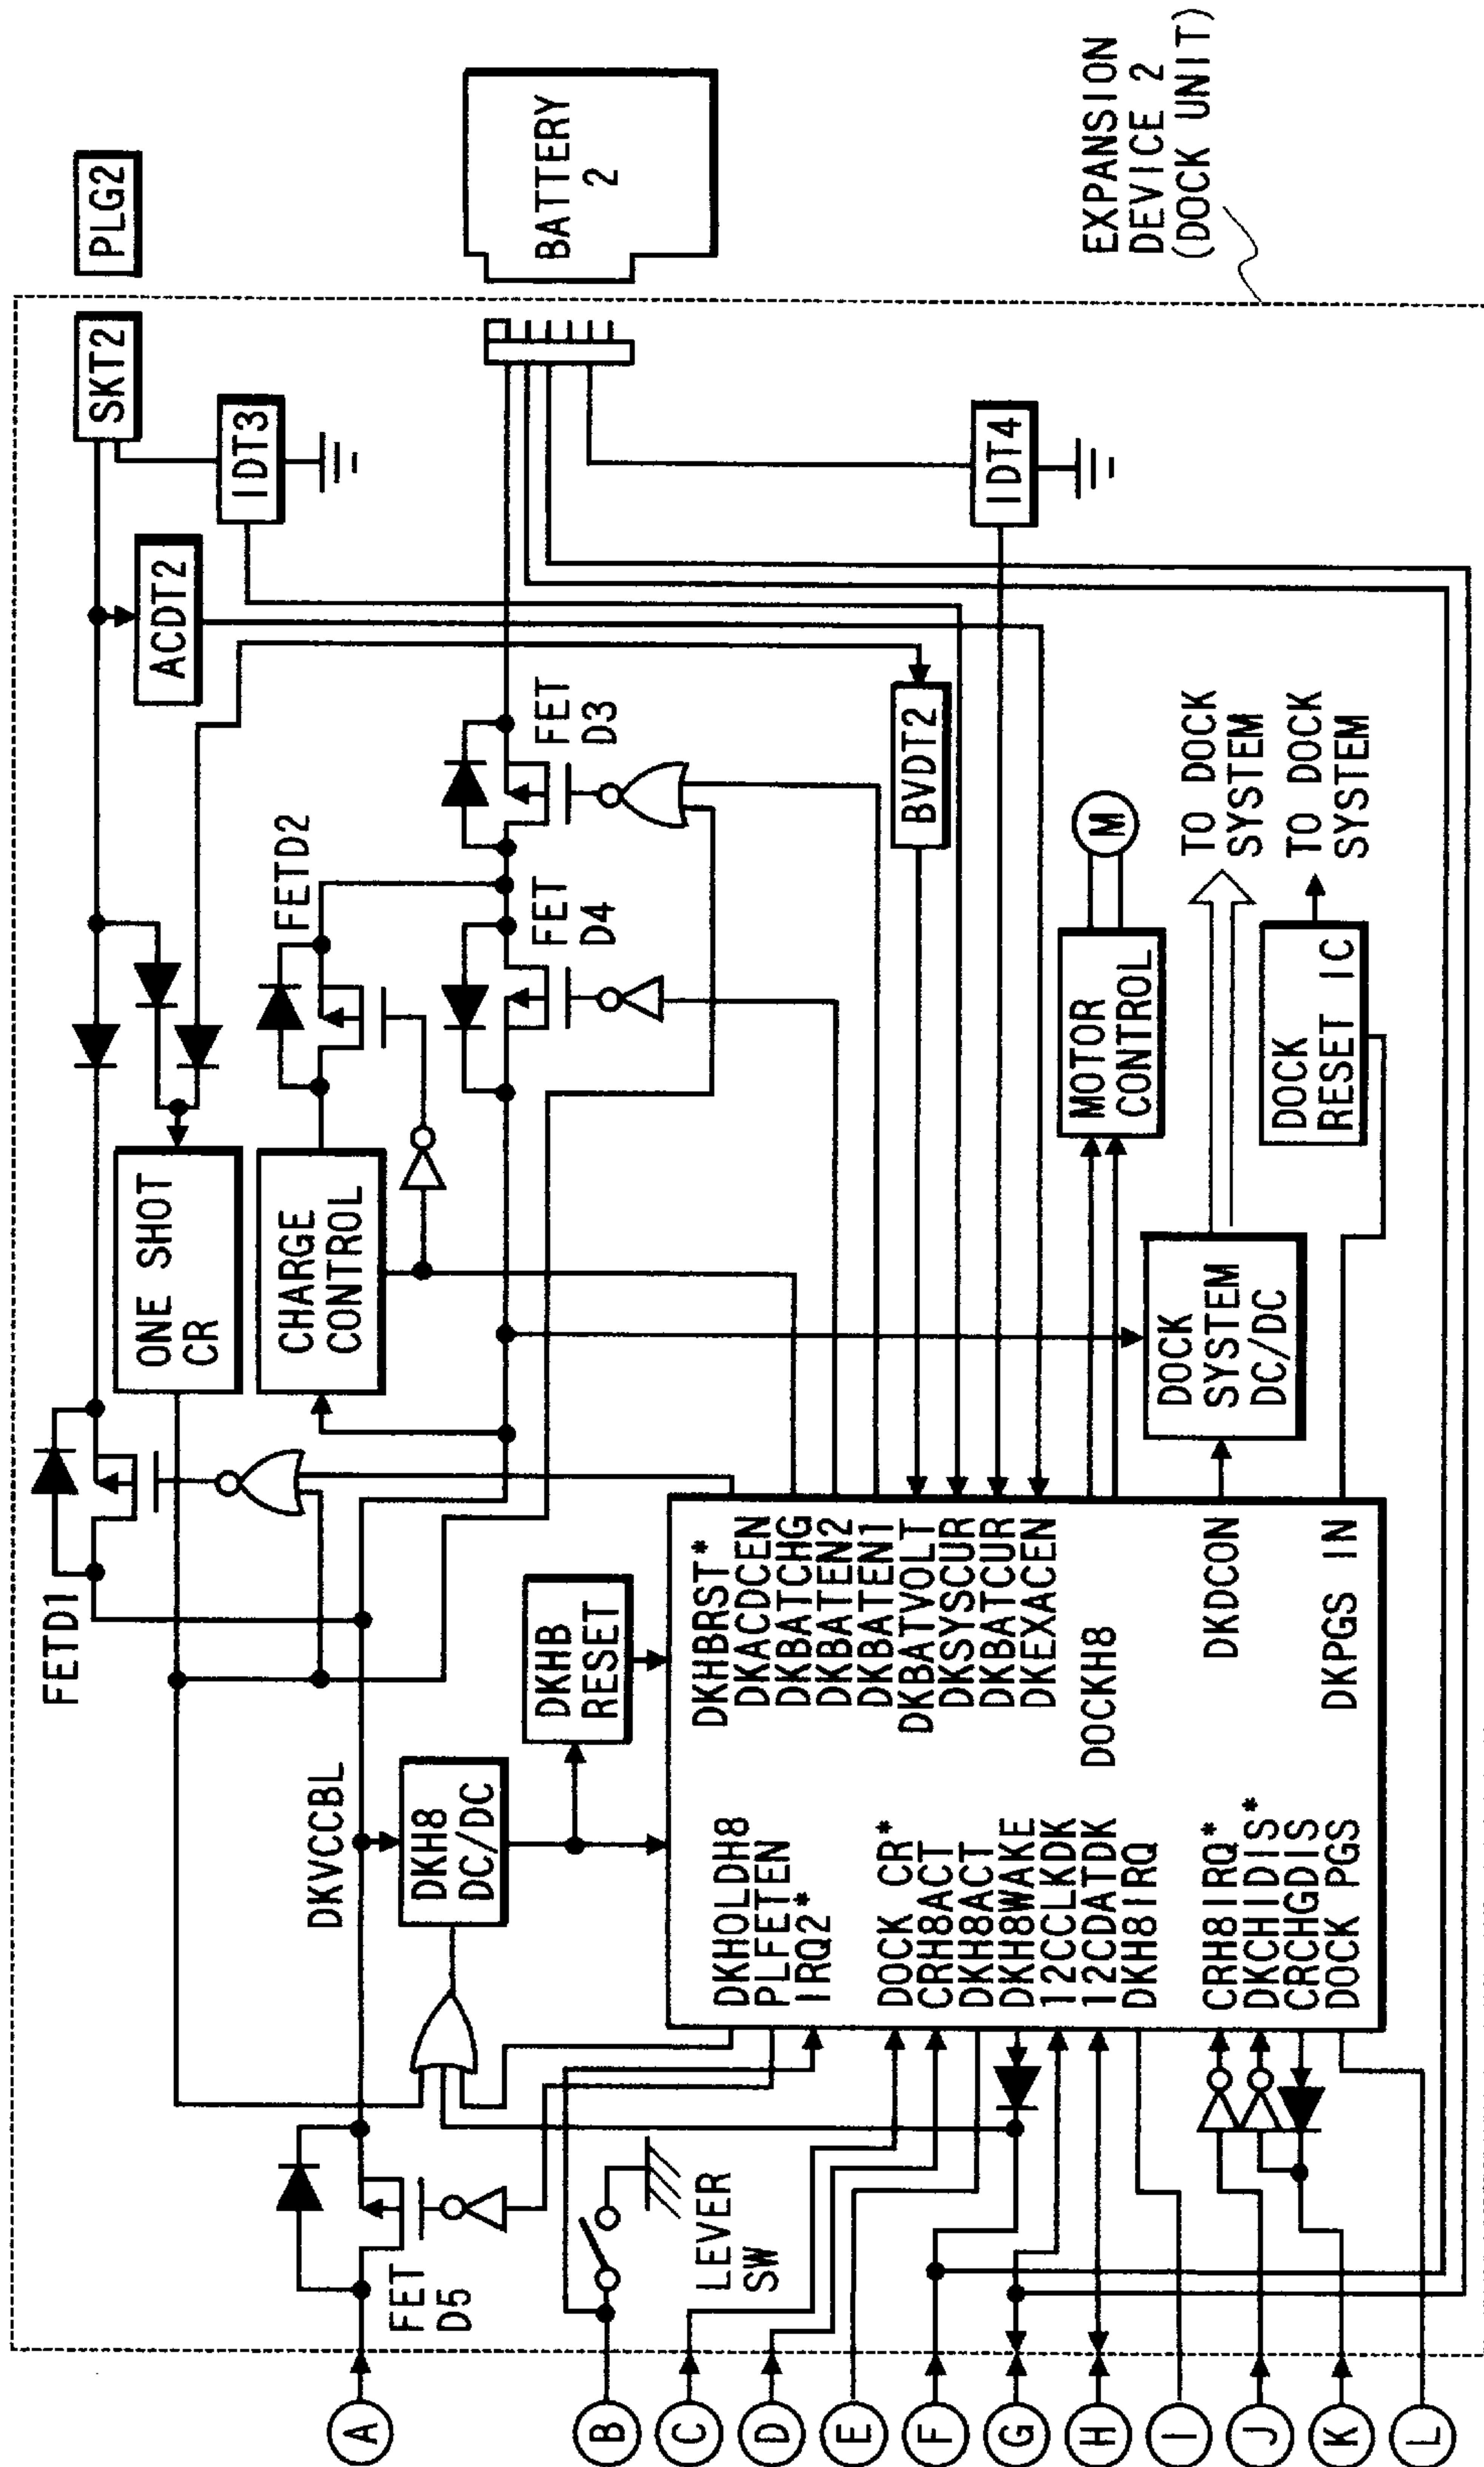 PLG2
SKT2
IDT3
ACDT2
BATTERY
2
EXPANSION
DEVICE 2
(DOCK UNIT)
IDT4
FETD2
FET
D3
FET
D4
BVDT2
ONE SHOT
CR
CHARGE
CONTROL
FETD1
MOTOR
CONTROL
M
TO DOCK
SYSTEM
TO DOCK
SYSTEM
DOCK
RESET IC
DOCK
SYSTEM
DC/DC
DKVCCBL
DKH8
DC/DC
DKHB
RESET
DKHBRST*
DKACDCEN
DKBATCHG
DKBATEN2
DKBATEN1
DKBATVOLT
DKSYSCUR
DKBATCUR
DKEXACEN
DOCKH8
DKDCON
DKPGS IN
DKHOLDH8
PLFETEN
IRQ2*
DOCK CR*
CRH8ACT
DKH8ACT
DKH8WAKE
12CCLKDK
12CDATDK
DKH8IRQ
CRH8IRQ*
DKCHIDIS*
CRCHGDIS
DOCK PGS
FET
D5
LEVER
SW
A
B
C
D
E
F
G
H
I
J
K
L